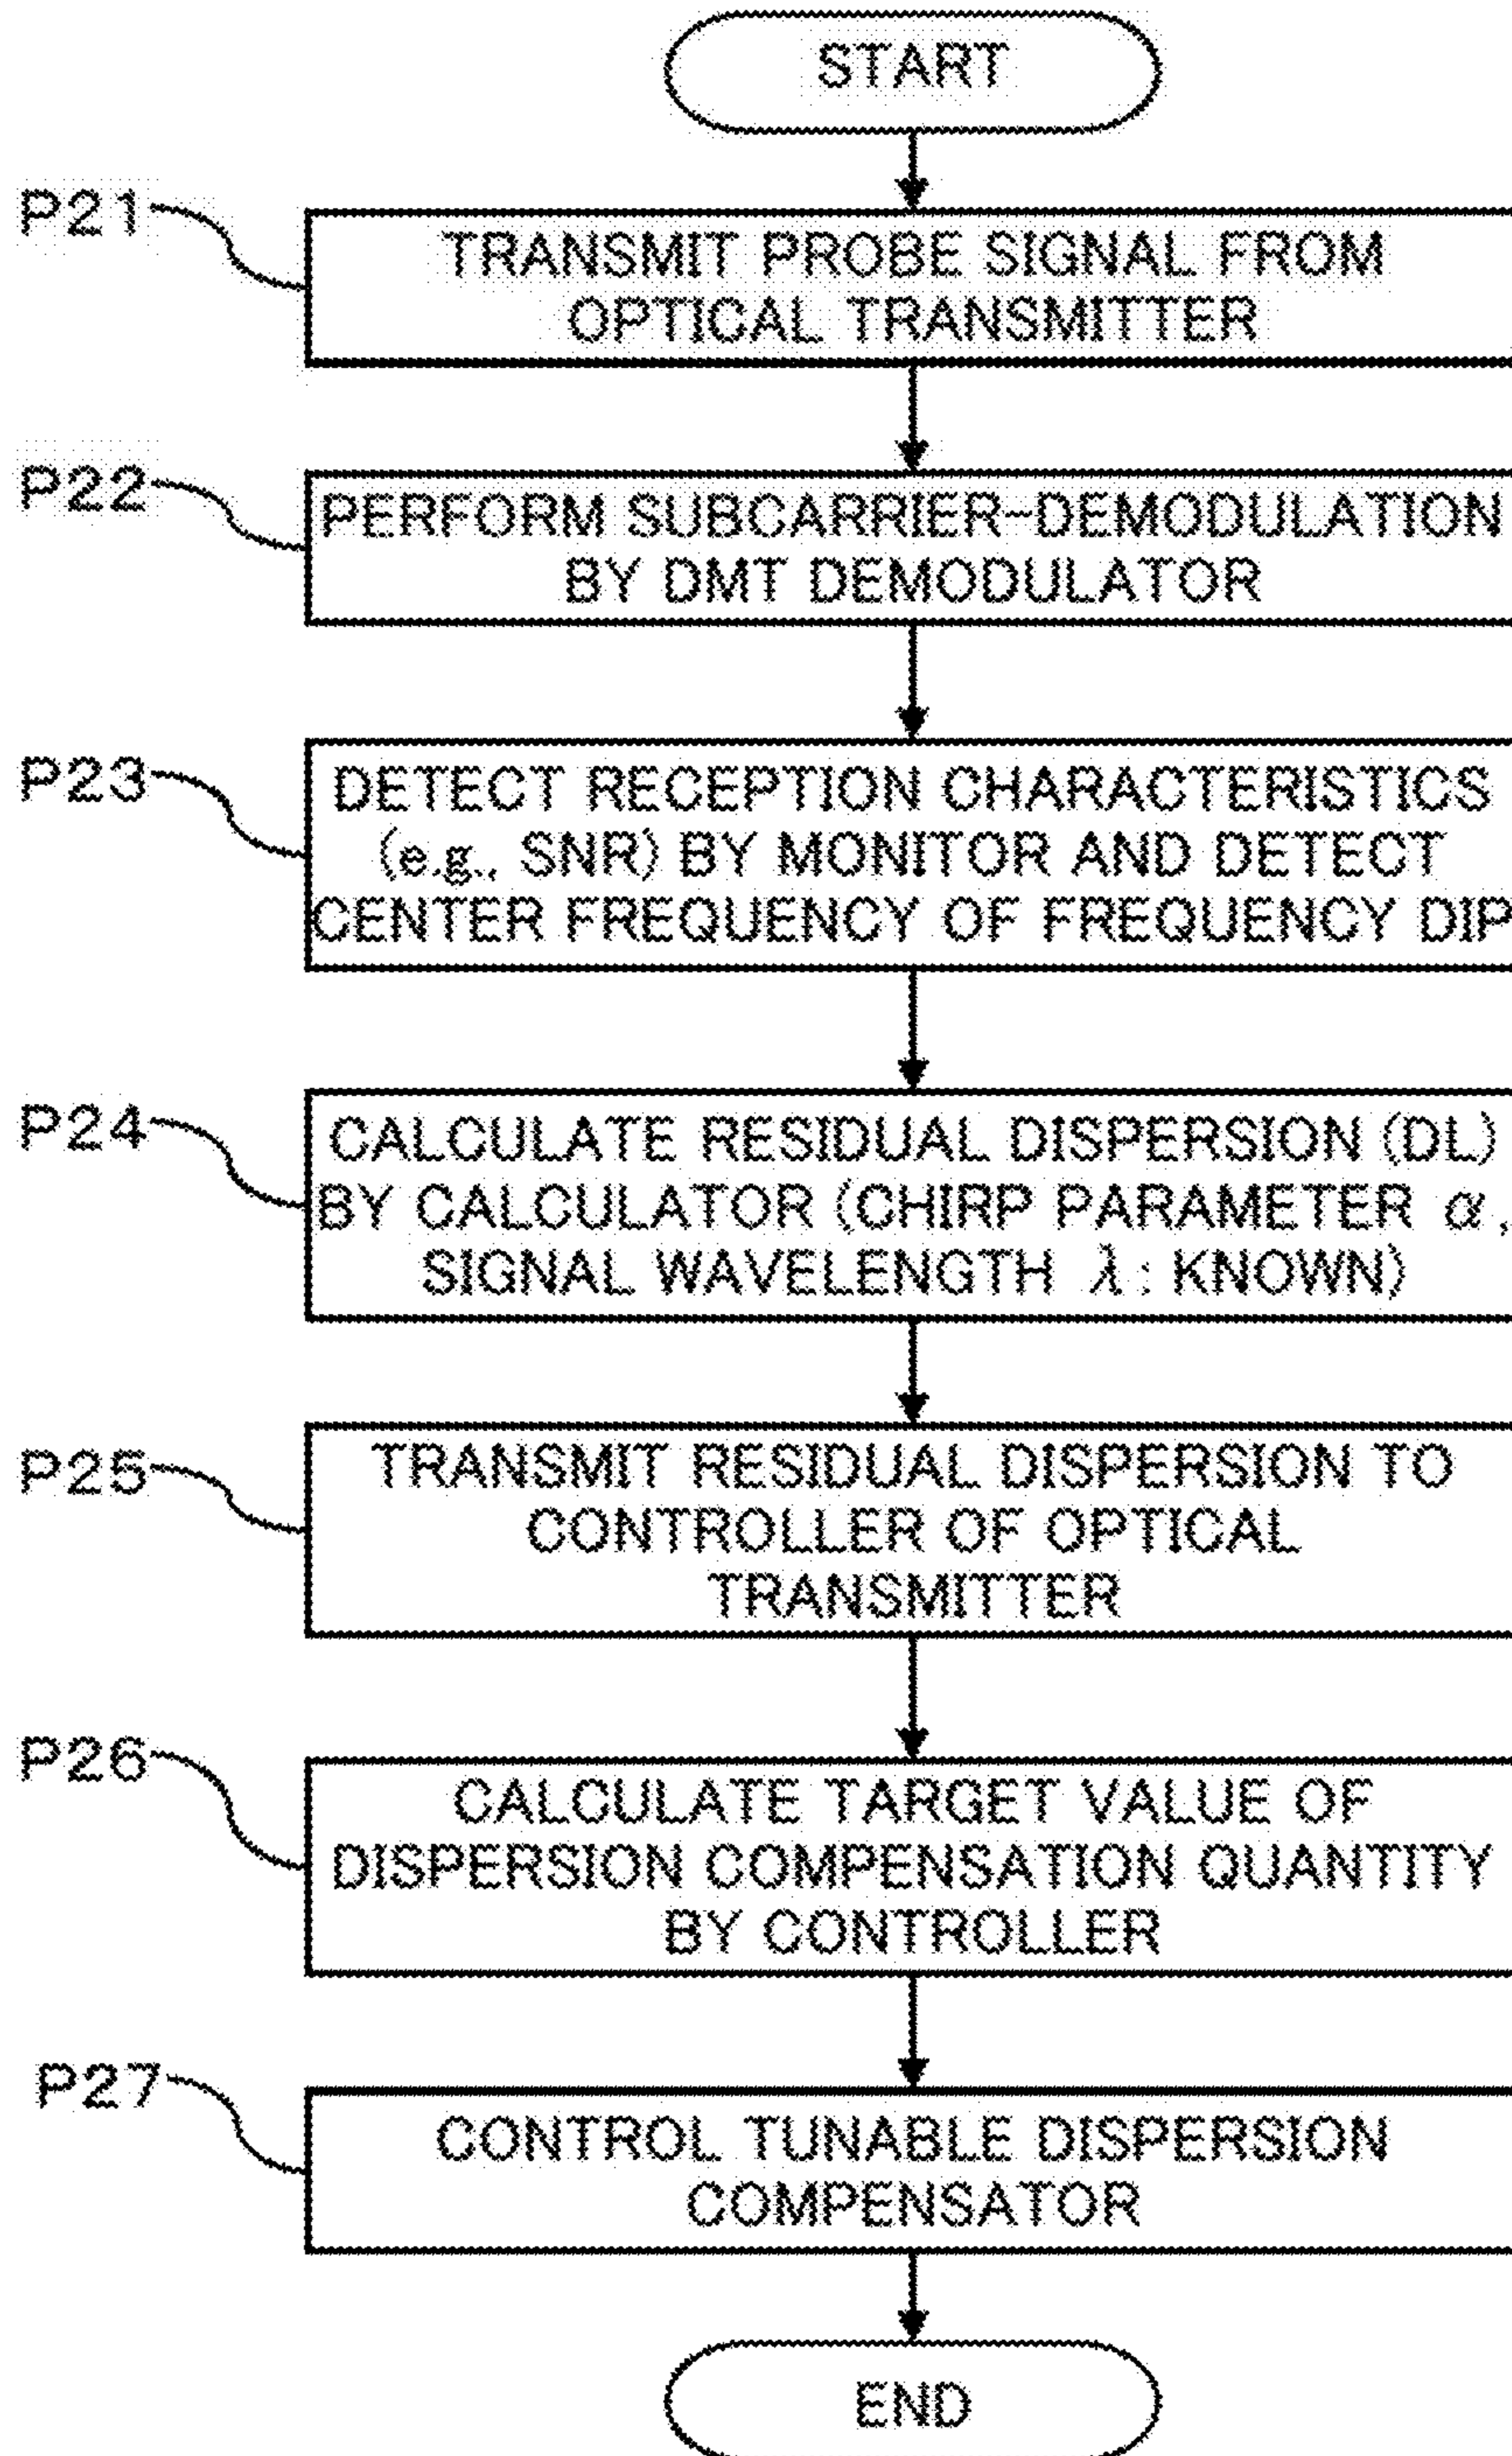 START
P21
TRANSMIT PROBE SIGNAL FROM
OPTICAL TRANSMITTER
P22
PERFORM SUBCARRIER-DEMODULATION
BY DMT DEMODULATOR
P23
DETECT RECEPTION CHARACTERISTICS
(e.g., SNR) BY MONITOR AND DETECT
CENTER FREQUENCY OF FREQUENCY DIP
P24
CALCULATE RESIDUAL DISPERSION (DL)
BY CALCULATOR (CHIRP PARAMETER α,
SIGNAL WAVELENGTH λ: KNOWN)
P25
TRANSMIT RESIDUAL DISPERSION TO
CONTROLLER OF OPTICAL
TRANSMITTER
P26
CALCULATE TARGET VALUE OF
DISPERSION COMPENSATION QUANTITY
BY CONTROLLER
P27
CONTROL TUNABLE DISPERSION
COMPENSATOR
END